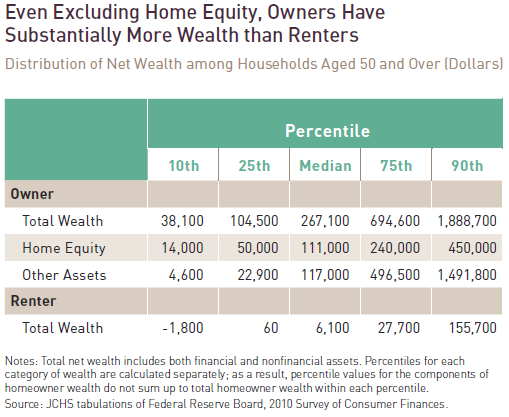 Even Excluding Home Equity, Owners Have
Substantially More Wealth than Renters
Distribution of Net Wealth among Households Aged 50 and Over (Dollars)
Percentile
10th 25th Median 75th 90th
Owner
Total Wealth 38,100 104,500 267,100 694,600 1,888,700
Home Equity 14,000 50,000 111,000 240,000 450,000
Other Assets 4,600 22,900 117,000 496,500 1,491,800
Renter
Total Wealth -1,800 60 6,100 27,700 155,700
Notes: Total net wealth includes both financial and nonfinancial assets. Percentiles for each
category of wealth are calculated separately; as a result, percentile values for the components of
homeowner wealth do not sum up to total homeowner wealth within each percentile.
Source: JCHS tabulations of Federal Reserve Board, 2010 Survey of Consumer Finances.